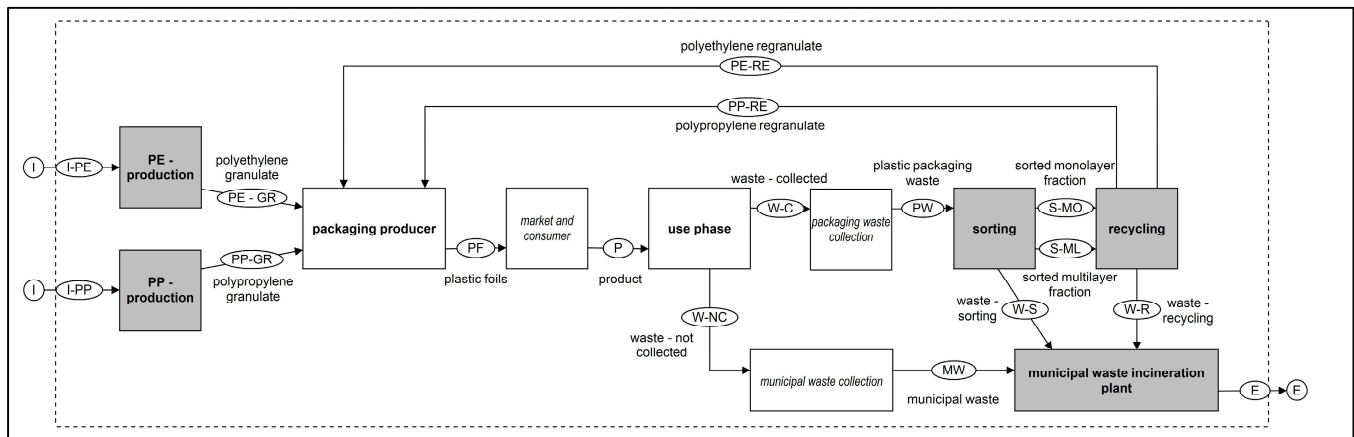 polyethylene regranulate
PE-RE
PP-RE
polypropylene regranulate
I
I-PE
PE -
production
polyethylene
granulate
PE - GR
I
I-PP
PP -
production
PP-GR
polypropylene
granulate
packaging producer
PF
plastic foils
market and
consumer
P
product
use phase
waste - collected
W-C
packaging waste
collection
plastic packaging
waste
PW
sorting
sorted monolayer
fraction
S-MO
S-ML
sorted multilayer
fraction
recycling
W-NC
waste - not
collected
waste -
sorting
W-S
W-R
waste -
recycling
municipal waste collection
MW
municipal waste
municipal waste incineration
plant
E
E